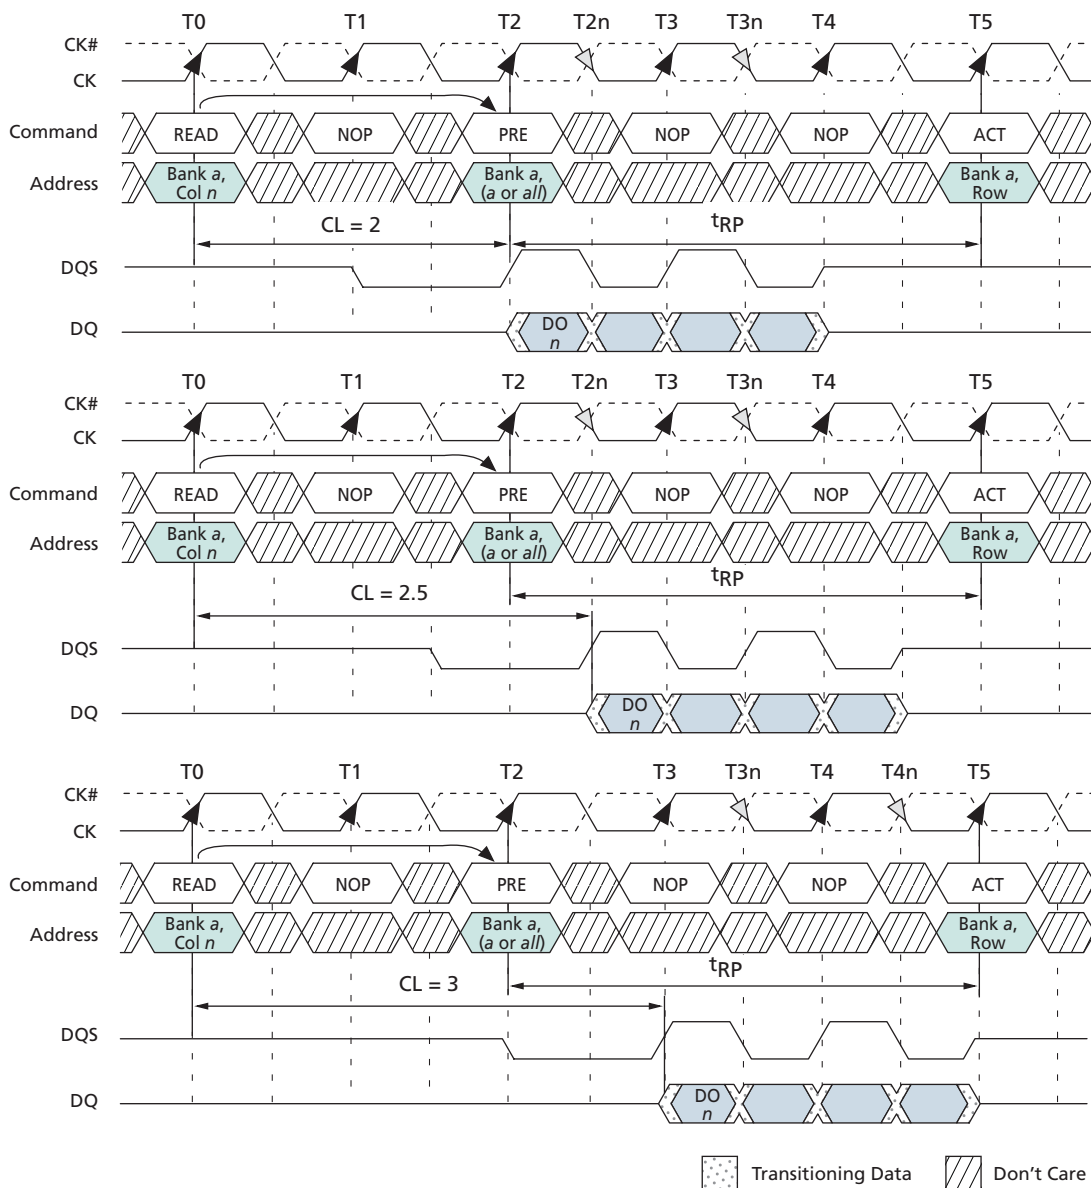 T0 T1 T2 T2n T3 T3n T4 T5
CK#
CK
Command READ NOP PRE NOP NOP ACT
Address Bank a, Col n Bank a, (a or all) Bank a, Row
CL = 2 tRP
DQS
DQ DO n
T0 T1 T2 T2n T3 T3n T4 T5
CK#
CK
Command READ NOP PRE NOP NOP ACT
Address Bank a, Col n Bank a, (a or all) Bank a, Row
CL = 2.5 tRP
DQS
DQ DO n
T0 T1 T2 T3 T3n T4 T4n T5
CK#
CK
Command READ NOP PRE NOP NOP ACT
Address Bank a, Col n Bank a, (a or all) Bank a, Row
CL = 3 tRP
DQS
DQ DO n
Transitioning Data Don't Care